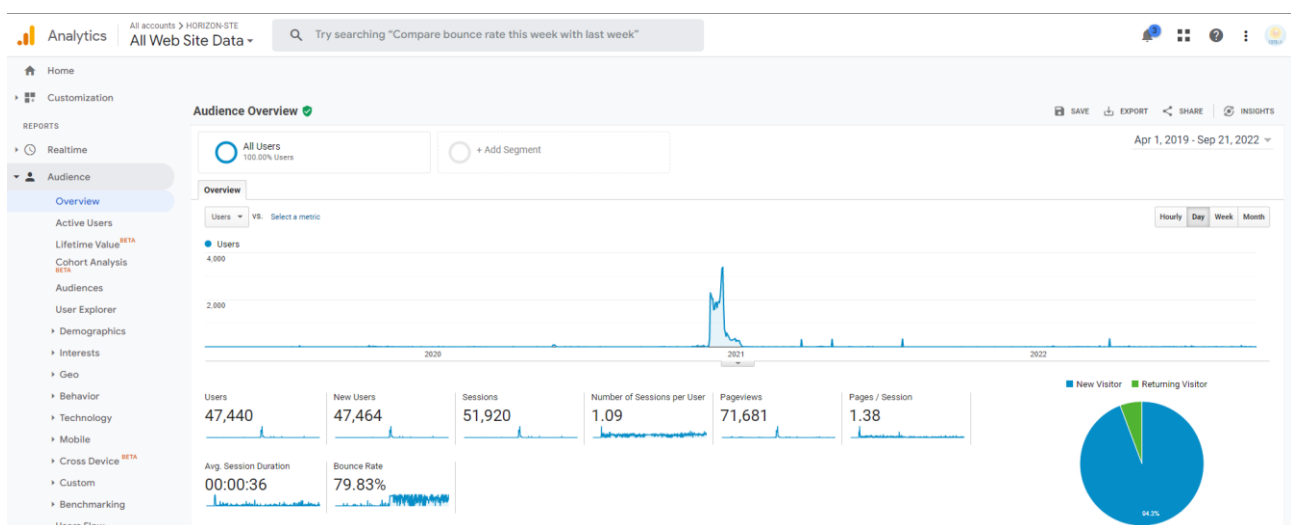 All accounts > HORIZON-STE
Analytics
All Web Site Data
Try searching "Compare bounce rate this week with last week"
3
Home
Customization
REPORTS
Realtime
Audience
Overview
Active Users
Lifetime Value BETA
Cohort Analysis
BETA
Audiences
User Explorer
Demographics
Interests
Geo
Behavior
Technology
Mobile
Cross Device BETA
Custom
Benchmarking
Users Flow
Audience Overview
SAVE
EXPORT
SHARE
INSIGHTS
All Users
100.00% Users
+ Add Segment
Apr 1, 2019 - Sep 21, 2022
Overview
Users VS. Select a metric
Hourly Day Week Month
Users
4,000
2,000
2020 2021 2022
Users
47,440
New Users
47,464
Sessions
51,920
Number of Sessions per User
1.09
Pageviews
71,681
Pages / Session
1.38
Avg. Session Duration
00:00:36
Bounce Rate
79.83%
New Visitor Returning Visitor
94.3%